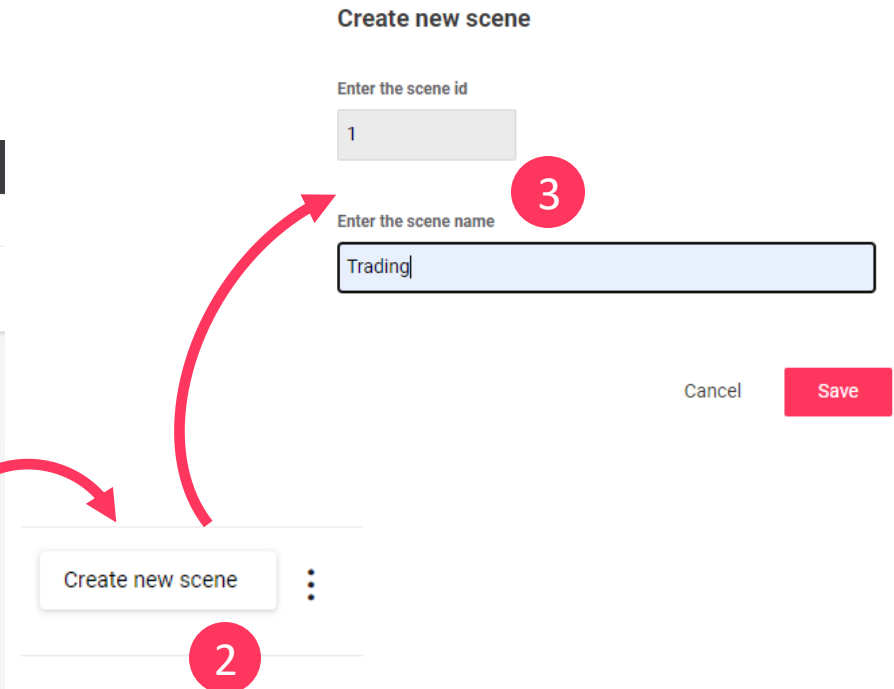 Create new scene
Enter the scene id
1
3
Enter the scene name
Trading
Cancel Save
Create new scene
2